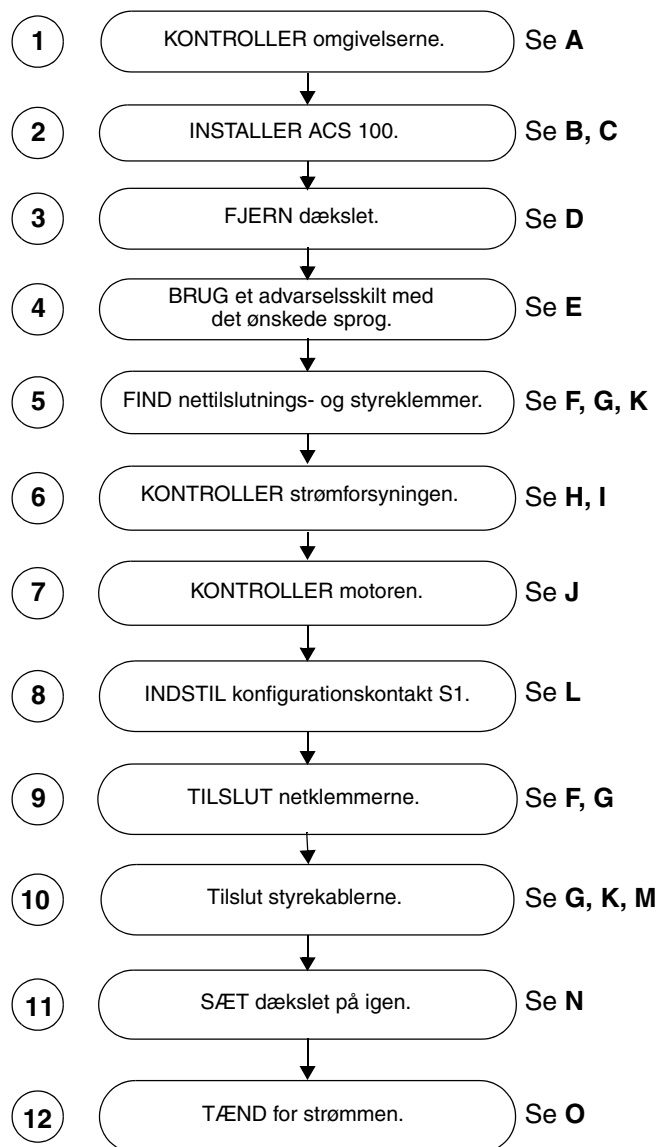 1 KONTROLLER omgivelserne. Se A
2 INSTALLER ACS 100. Se B, C
3 FJERN dækslet. Se D
4 BRUG et advarselsskilt med
det ønskede sprog. Se E
5 FIND nettilslutnings- og styreklemmer. Se F, G, K
6 KONTROLLER strømforsyningen. Se H, I
7 KONTROLLER motoren. Se J
8 INDSTIL konfigurationskontakt S1. Se L
9 TILSLUT netklemmerne. Se F, G
10 Tilslut styrekablerne. Se G, K, M
11 SÆT dækslet på igen. Se N
12 TÆND for strømmen. Se O